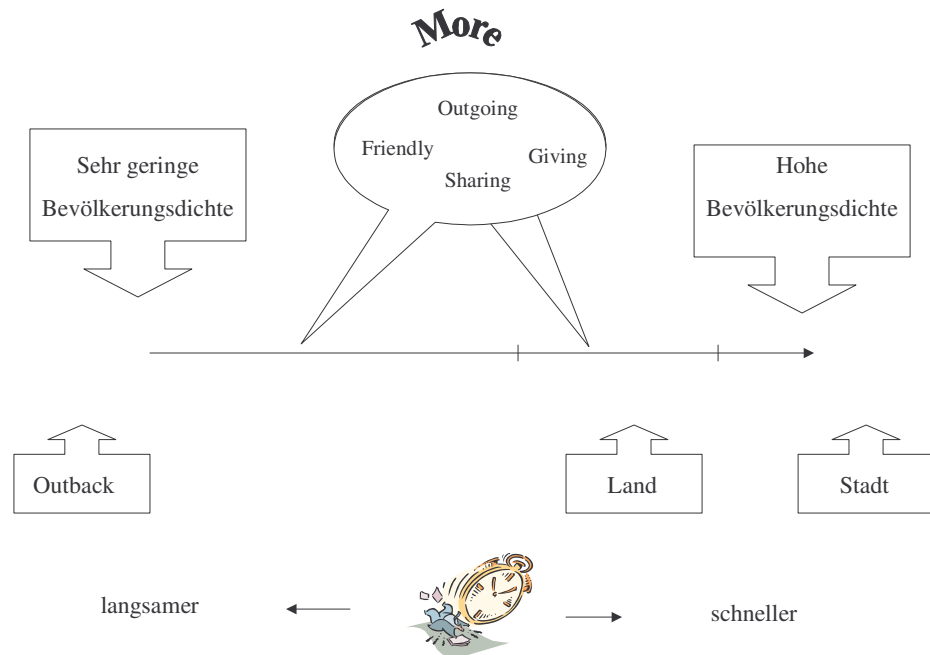 More
Outgoing
Friendly
Giving
Sharing
Sehr geringe
Bevölkerungsdichte
Hohe
Bevölkerungsdichte
Outback
Land
Stadt
langsamer
schneller